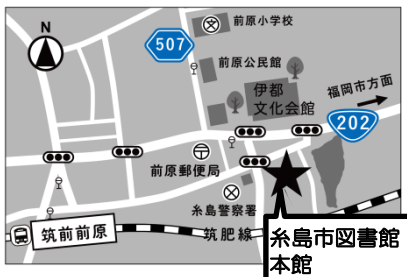 N
507
前原小学校
前原公民館
伊都
文化会館
福岡市方面
202
前原郵便局
糸島警察署
筑前前原
筑肥線
糸島市図書館
本館